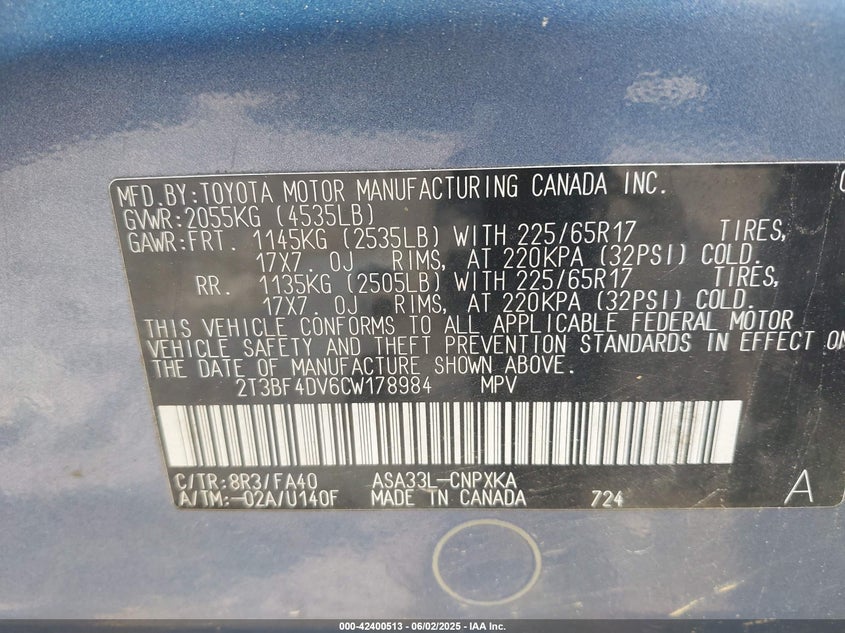 MFD.BY:TOYOTA MOTOR MANUFACTURING CANADA INC.
GVWR:2055KG (4535LB)
GAWR:FRT. 1145KG (2535LB) WITH 225/65R17 TIRES,
17X7.0J RIMS, AT 220KPA (32PSI) COLD.
RR. 1135KG (2505LB) WITH 225/65R17 TIRES,
17X7.0J RIMS, AT 220KPA (32PSI) COLD.
THIS VEHICLE CONFORMS TO ALL APPLICABLE FEDERAL MOTOR
VEHICLE SAFETY AND THEFT PREVENTION STANDARDS IN EFFECT ON
THE DATE OF MANUFACTURE SHOWN ABOVE.
2T3BF4DV6CW178984 MPV
C/TR:8R3/FA40 ASA33L-CNPXKA
A/TM:-02A/U140F MADE IN CANADA 724 A
000-42400513 - 06/02/2025 - IAA Inc.